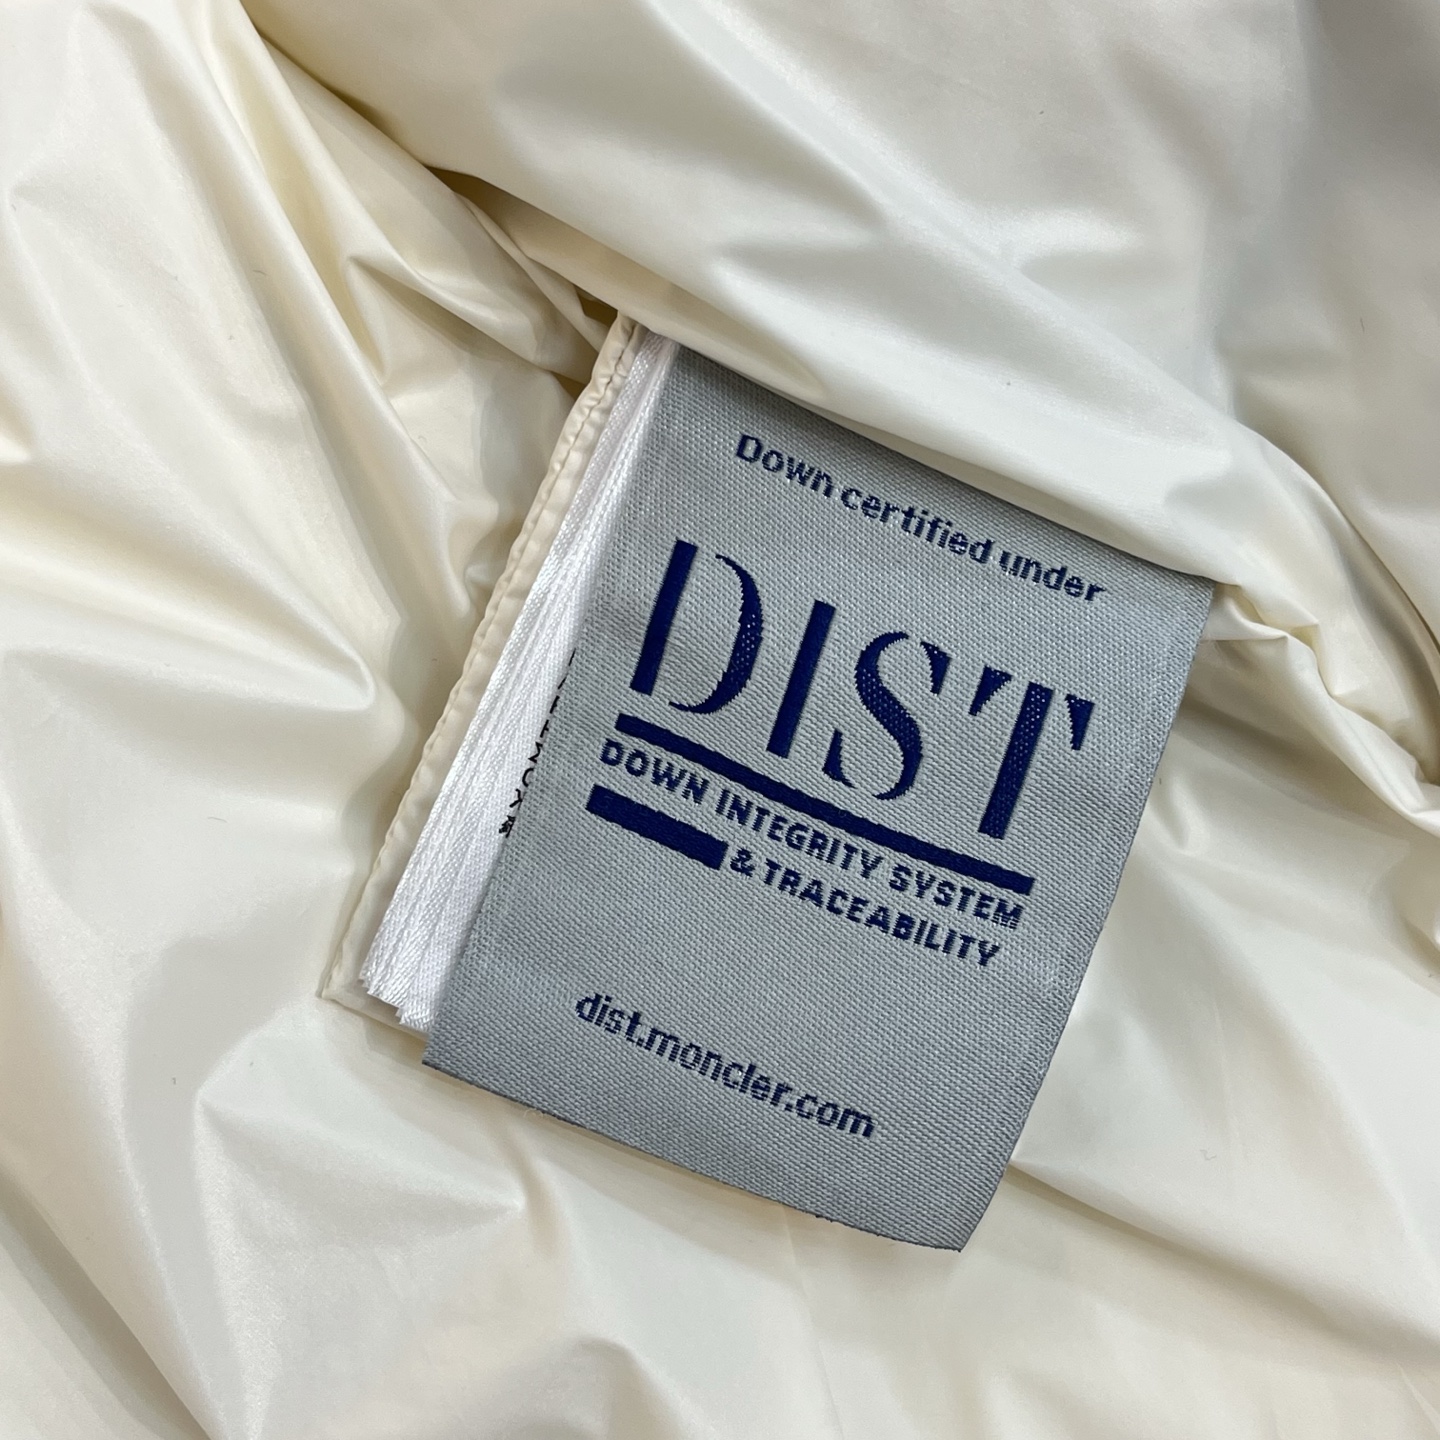 Down certified under
DIST
DOWN INTEGRITY SYSTEM
& TRACEABILITY
dist.moncler.com